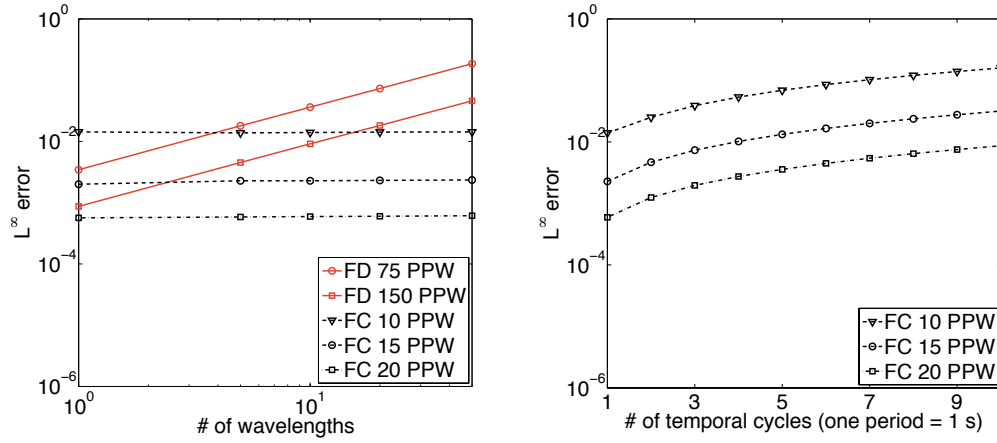 10^0
10^−2
10^−4
10^−6
L^∞ error
10^0
10^1
# of wavelengths
FD 75 PPW
FD 150 PPW
FC 10 PPW
FC 15 PPW
FC 20 PPW
10^0
10^−2
10^−4
10^−6
L^∞ error
1
3
5
7
9
# of temporal cycles (one period = 1 s)
FC 10 PPW
FC 15 PPW
FC 20 PPW